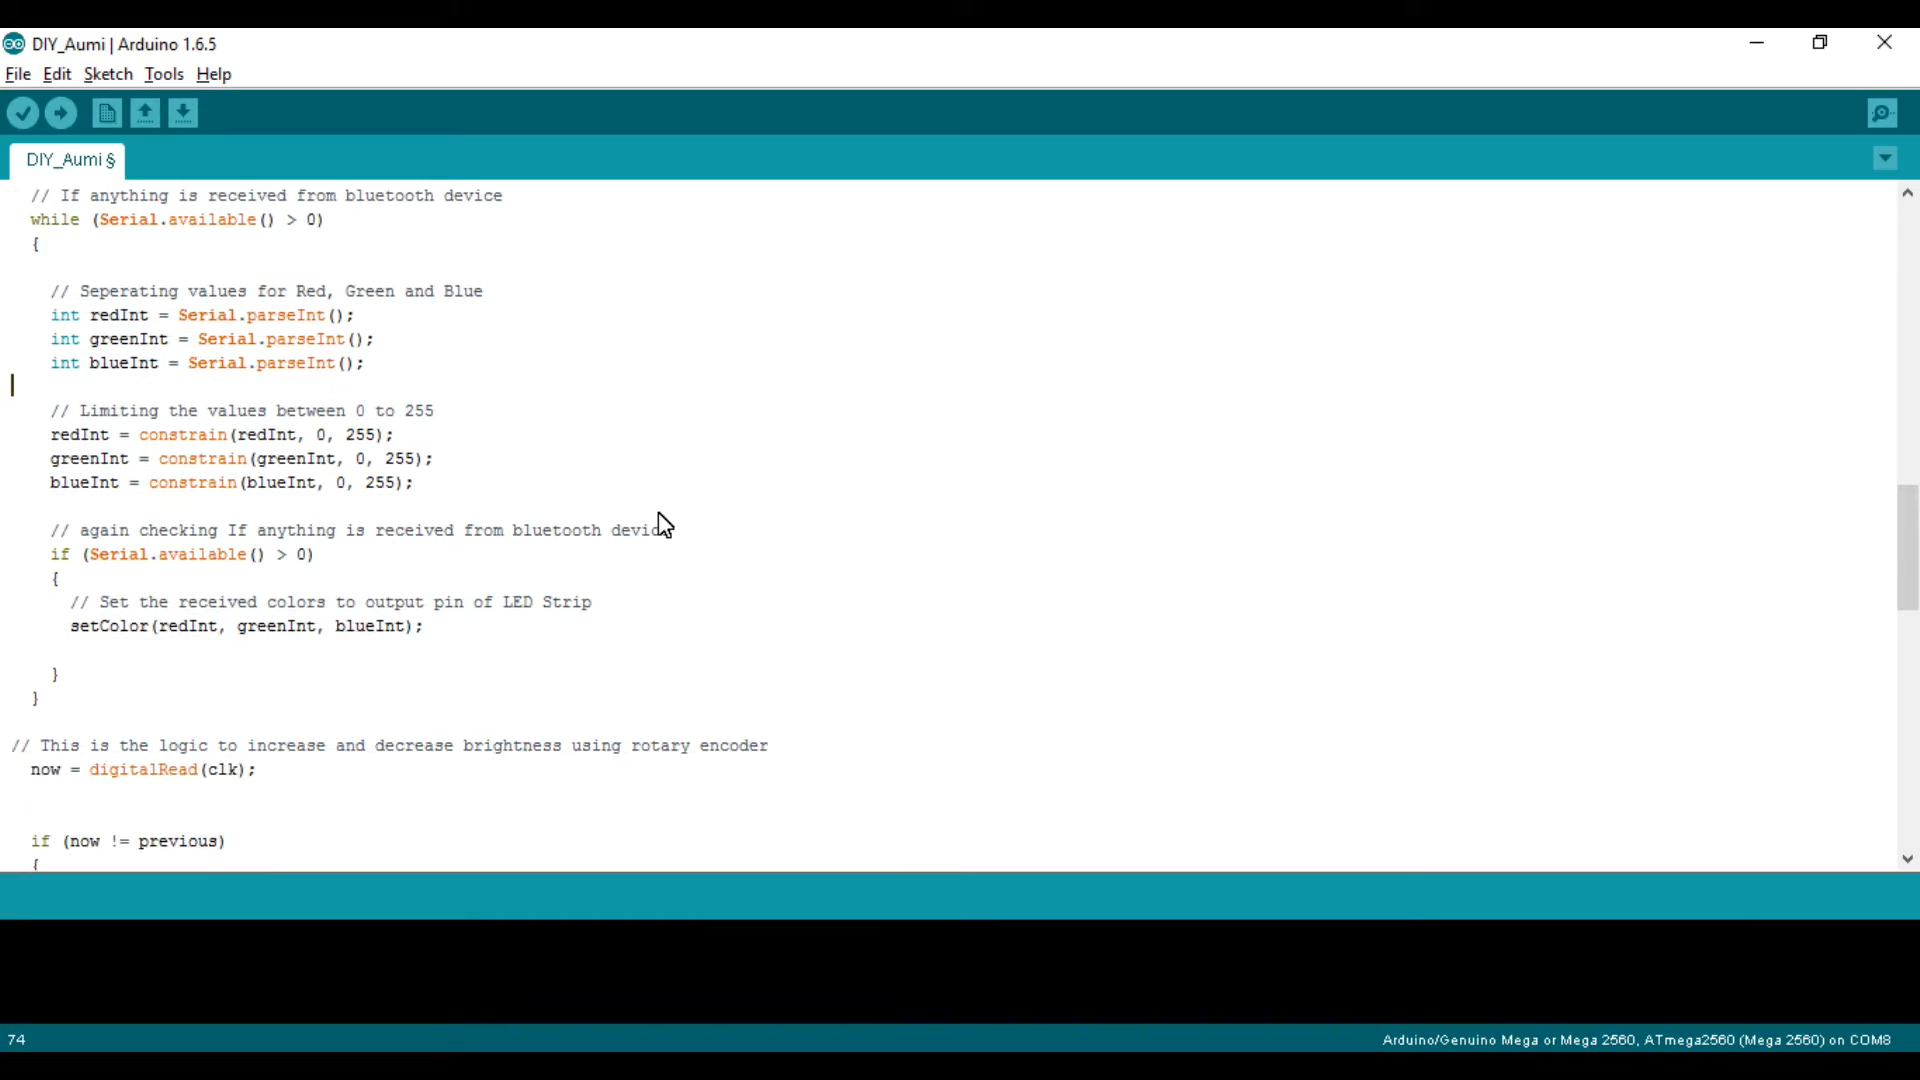 DIY_Aumi | Arduino 1.6.5
File Edit Sketch Tools Help
DIY_Aumi §
// If anything is received from bluetooth device
while (Serial.available() > 0)
{
// Seperating values for Red, Green and Blue
int redInt = Serial.parseInt();
int greenInt = Serial.parseInt();
int blueInt = Serial.parseInt();
// Limiting the values between 0 to 255
redInt = constrain(redInt, 0, 255);
greenInt = constrain(greenInt, 0, 255);
blueInt = constrain(blueInt, 0, 255);
// again checking If anything is received from bluetooth device
if (Serial.available() > 0)
{
// Set the received colors to output pin of LED Strip
setColor(redInt, greenInt, blueInt);
}
}
// This is the logic to increase and decrease brightness using rotary encoder
now = digitalRead(clk);
if (now != previous)
{
74 Arduino/Genuino Mega or Mega 2560, ATmega2560 (Mega 2560) on COM8